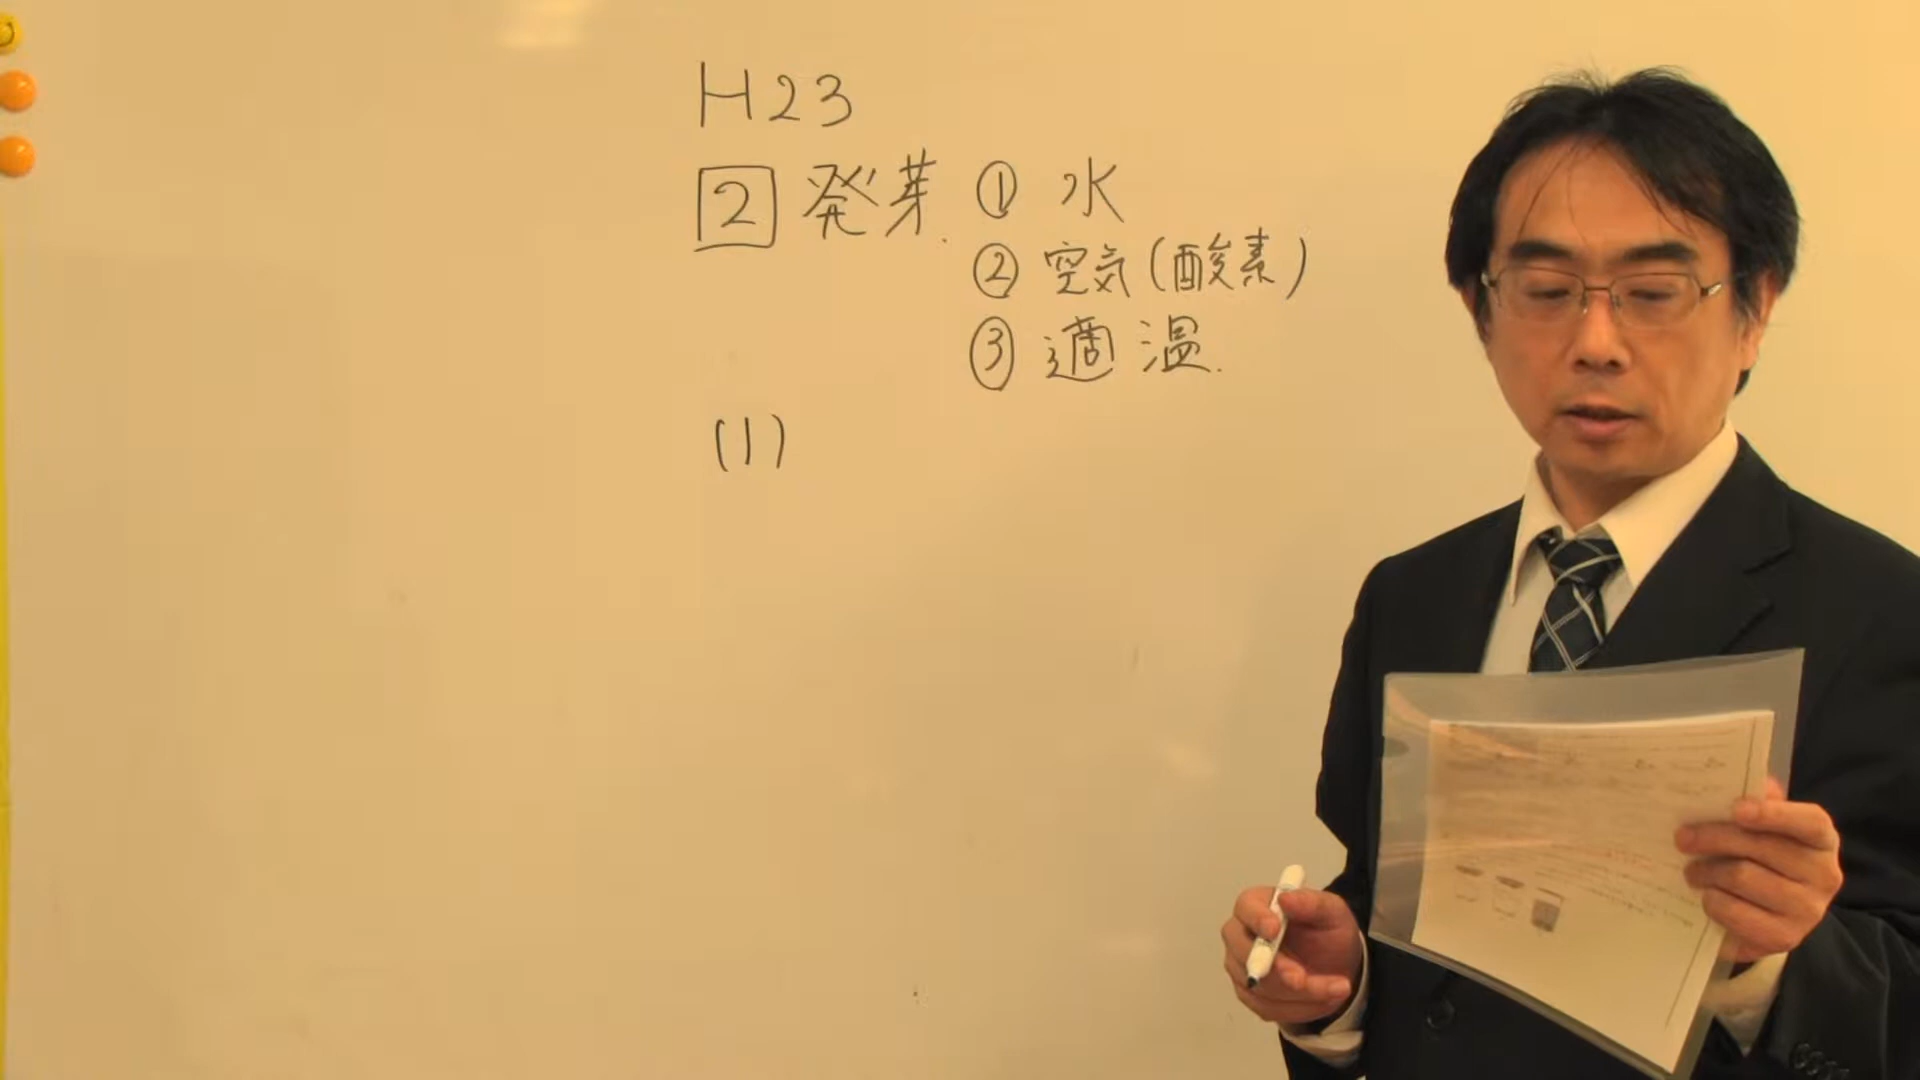 H23
2 発芽. ① 水
② 空気(酸素)
③ 適温.
(1)